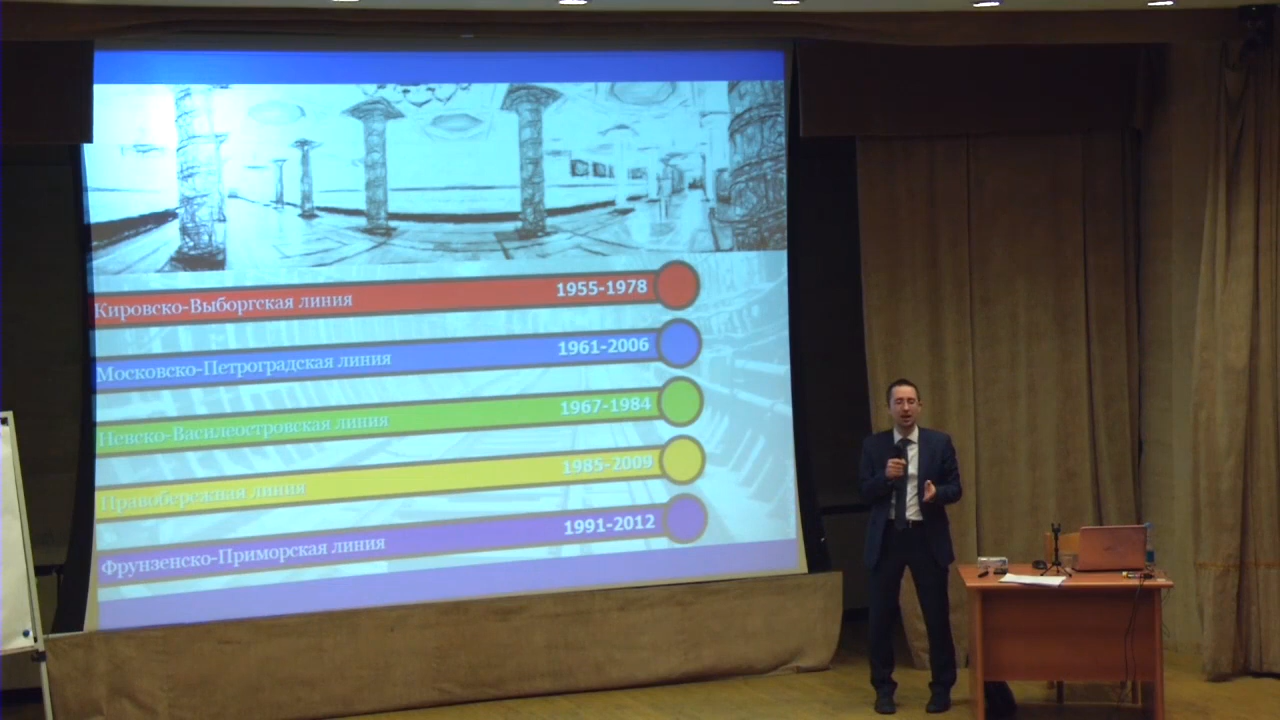 Кировско-Выборгская линия 1955-1978
Московско-Петроградская линия 1961-2006
Невско-Василеостровская линия 1967-1984
Правобережная линия 1985-2009
Фрунзенско-Приморская линия 1991-2012